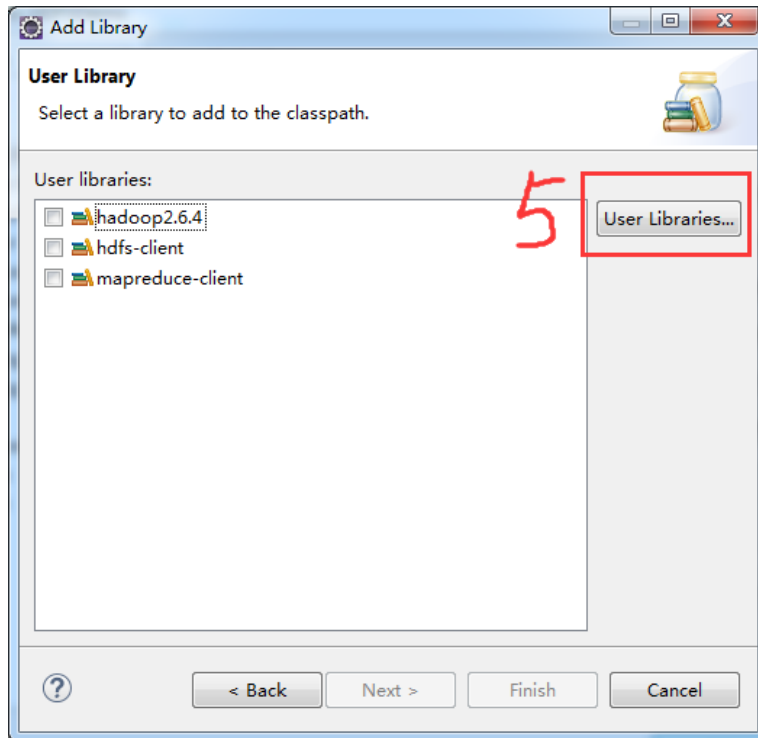 Add Library
User Library
Select a library to add to the classpath.
User libraries:
hadoop2.6.4
hdfs-client
mapreduce-client
5
User Libraries...
?
< Back
Next >
Finish
Cancel